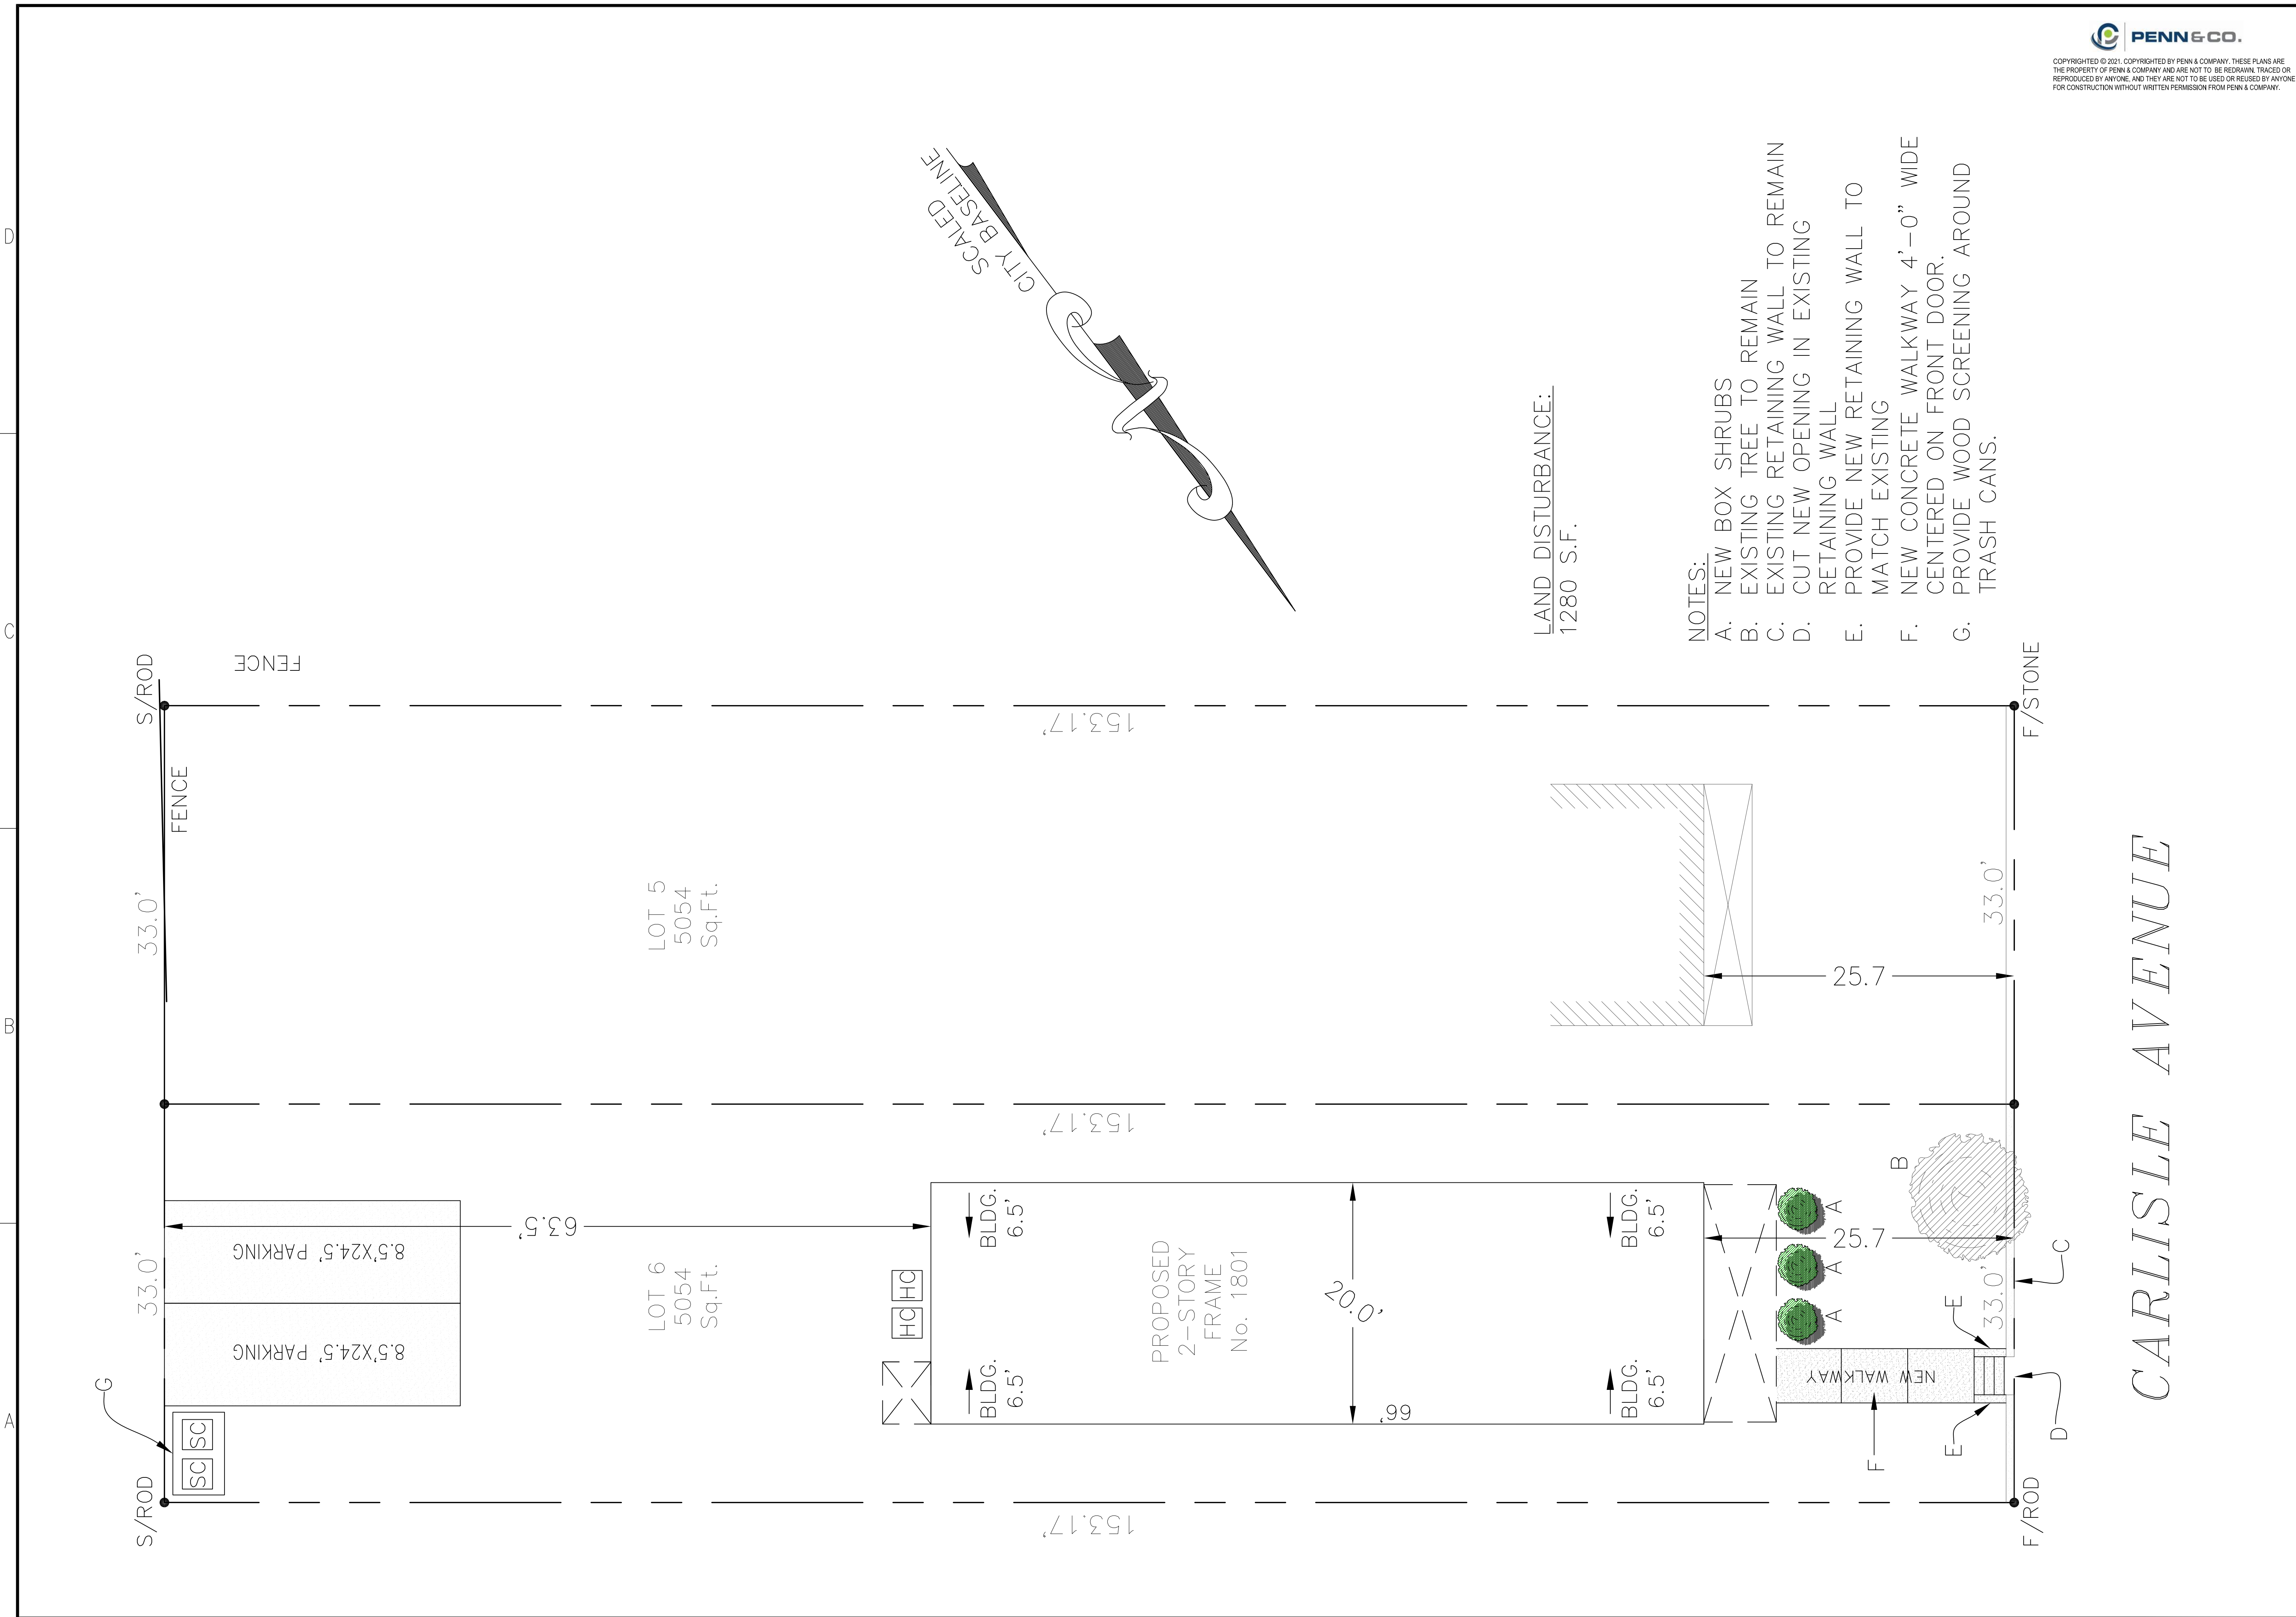 PENN & CO.
COPYRIGHTED © 2021, COPYRIGHTED BY PENN & COMPANY. THESE PLANS ARE
THE PROPERTY OF PENN & COMPANY AND ARE NOT TO BE REDRAWN, TRACED OR
REPRODUCED BY ANYONE, AND THEY ARE NOT TO BE USED OR REUSED BY ANYONE
FOR CONSTRUCTION WITHOUT WRITTEN PERMISSION FROM PENN & COMPANY.
D
C
B
A
SCALED
CITY BASELINE
LAND DISTURBANCE:
1280 S.F.
NOTES:
A. NEW BOX SHRUBS
B. EXISTING TREE TO REMAIN
C. EXISTING RETAINING WALL TO REMAIN
D. CUT NEW OPENING IN EXISTING
RETAINING WALL
E. PROVIDE NEW RETAINING WALL TO
MATCH EXISTING
F. NEW CONCRETE WALKWAY 4'-0" WIDE
CENTERED ON FRONT DOOR.
G. PROVIDE WOOD SCREENING AROUND
TRASH CANS.
S/ROD
FENCE
FENCE
33.0'
153.17'
F/STONE
LOT 5
5054
Sq.Ft.
25.7
33.0'
153.17'
33.0'
8.5'X24.5' PARKING
8.5'X24.5' PARKING
63.5'
LOT 6
5054
Sq.Ft.
HC
HC
BLDG.
6.5'
BLDG.
6.5'
PROPOSED
2-STORY
FRAME
No. 1801
20.0'
66'
BLDG.
6.5'
BLDG.
6.5'
A
A
A
B
25.7
33.0'
C
E
NEW WALKWAY
E
F
D
G
SC
SC
S/ROD
153.17'
F/ROD
CARLISLE AVENUE